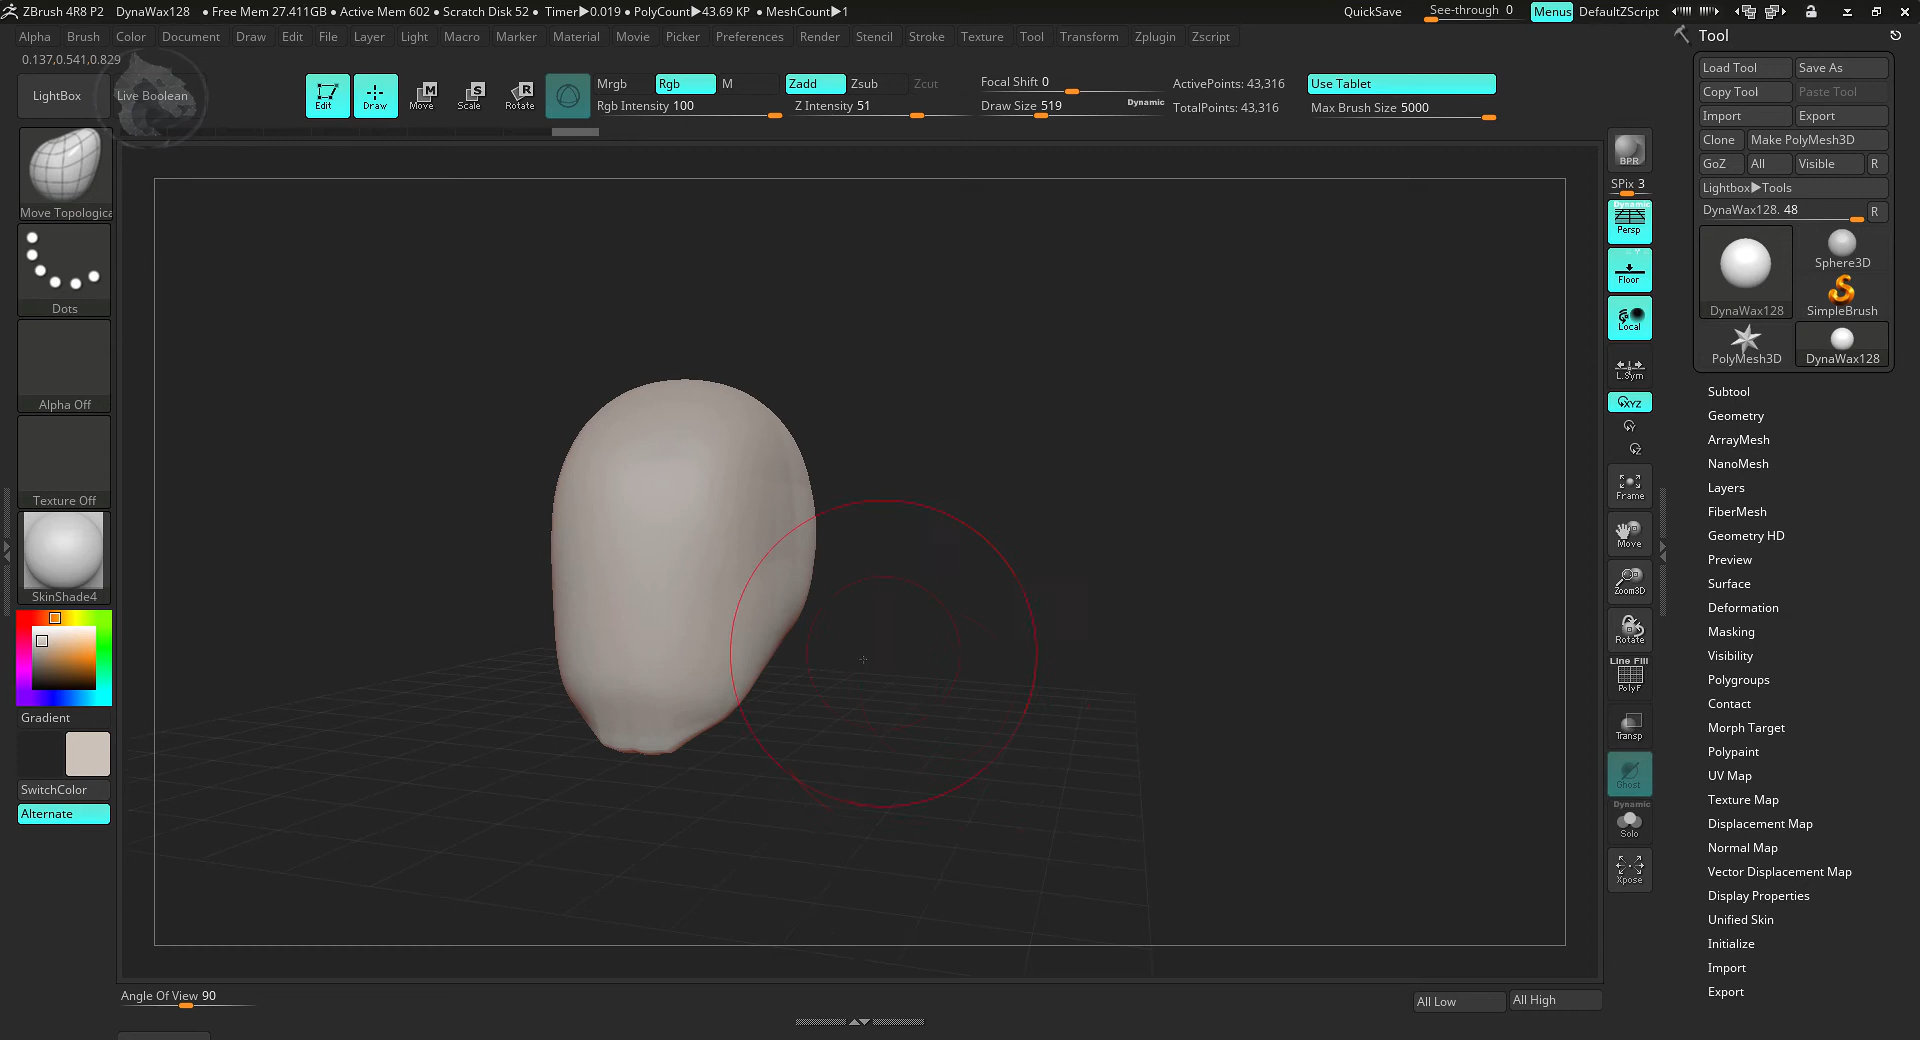 ZBrush 4R8 P2 DynaWax128 ● Free Mem 27.411GB ● Active Mem 602 ● Scratch Disk 52 ● Timer▶0.019 ● PolyCount▶43.69 KP ● MeshCount▶1 QuickSave See-through 0 Menus DefaultZScript
Alpha Brush Color Document Draw Edit File Layer Light Macro Marker Material Movie Picker Preferences Render Stencil Stroke Texture Tool Transform Zplugin Zscript
0.137,0.541,0.829
LightBox
Live Boolean
Edit
Draw
Move
Scale
Rotate
Mrgb Rgb M
Rgb Intensity 100
Zadd Zsub Zcut
Z Intensity 51
Focal Shift 0
Draw Size 519
Dynamic
ActivePoints: 43,316
TotalPoints: 43,316
Use Tablet
Max Brush Size 5000
Move Topologica
Dots
Alpha Off
Texture Off
SkinShade4
Gradient
SwitchColor
Alternate
Angle Of View 90
All Low
All High
BPR
SPix 3
Dynamic
Persp
Floor
Local
L.Sym
XYZ
Y
Z
Frame
Move
Zoom3D
Rotate
Line Fill
PolyF
Transp
Ghost
Dynamic
Solo
Xpose
Tool
Load Tool Save As
Copy Tool Paste Tool
Import Export
Clone Make PolyMesh3D
GoZ All Visible R
Lightbox▶Tools
DynaWax128. 48 R
DynaWax128
Sphere3D
SimpleBrush
PolyMesh3D
DynaWax128
Subtool
Geometry
ArrayMesh
NanoMesh
Layers
FiberMesh
Geometry HD
Preview
Surface
Deformation
Masking
Visibility
Polygroups
Contact
Morph Target
Polypaint
UV Map
Texture Map
Displacement Map
Normal Map
Vector Displacement Map
Display Properties
Unified Skin
Initialize
Import
Export